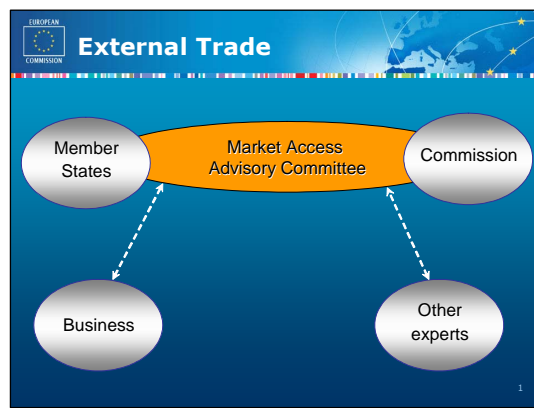 EUROPEAN
COMMISSION
External Trade
Member
States
Market Access
Advisory Committee
Commission
Business
Other
experts
1